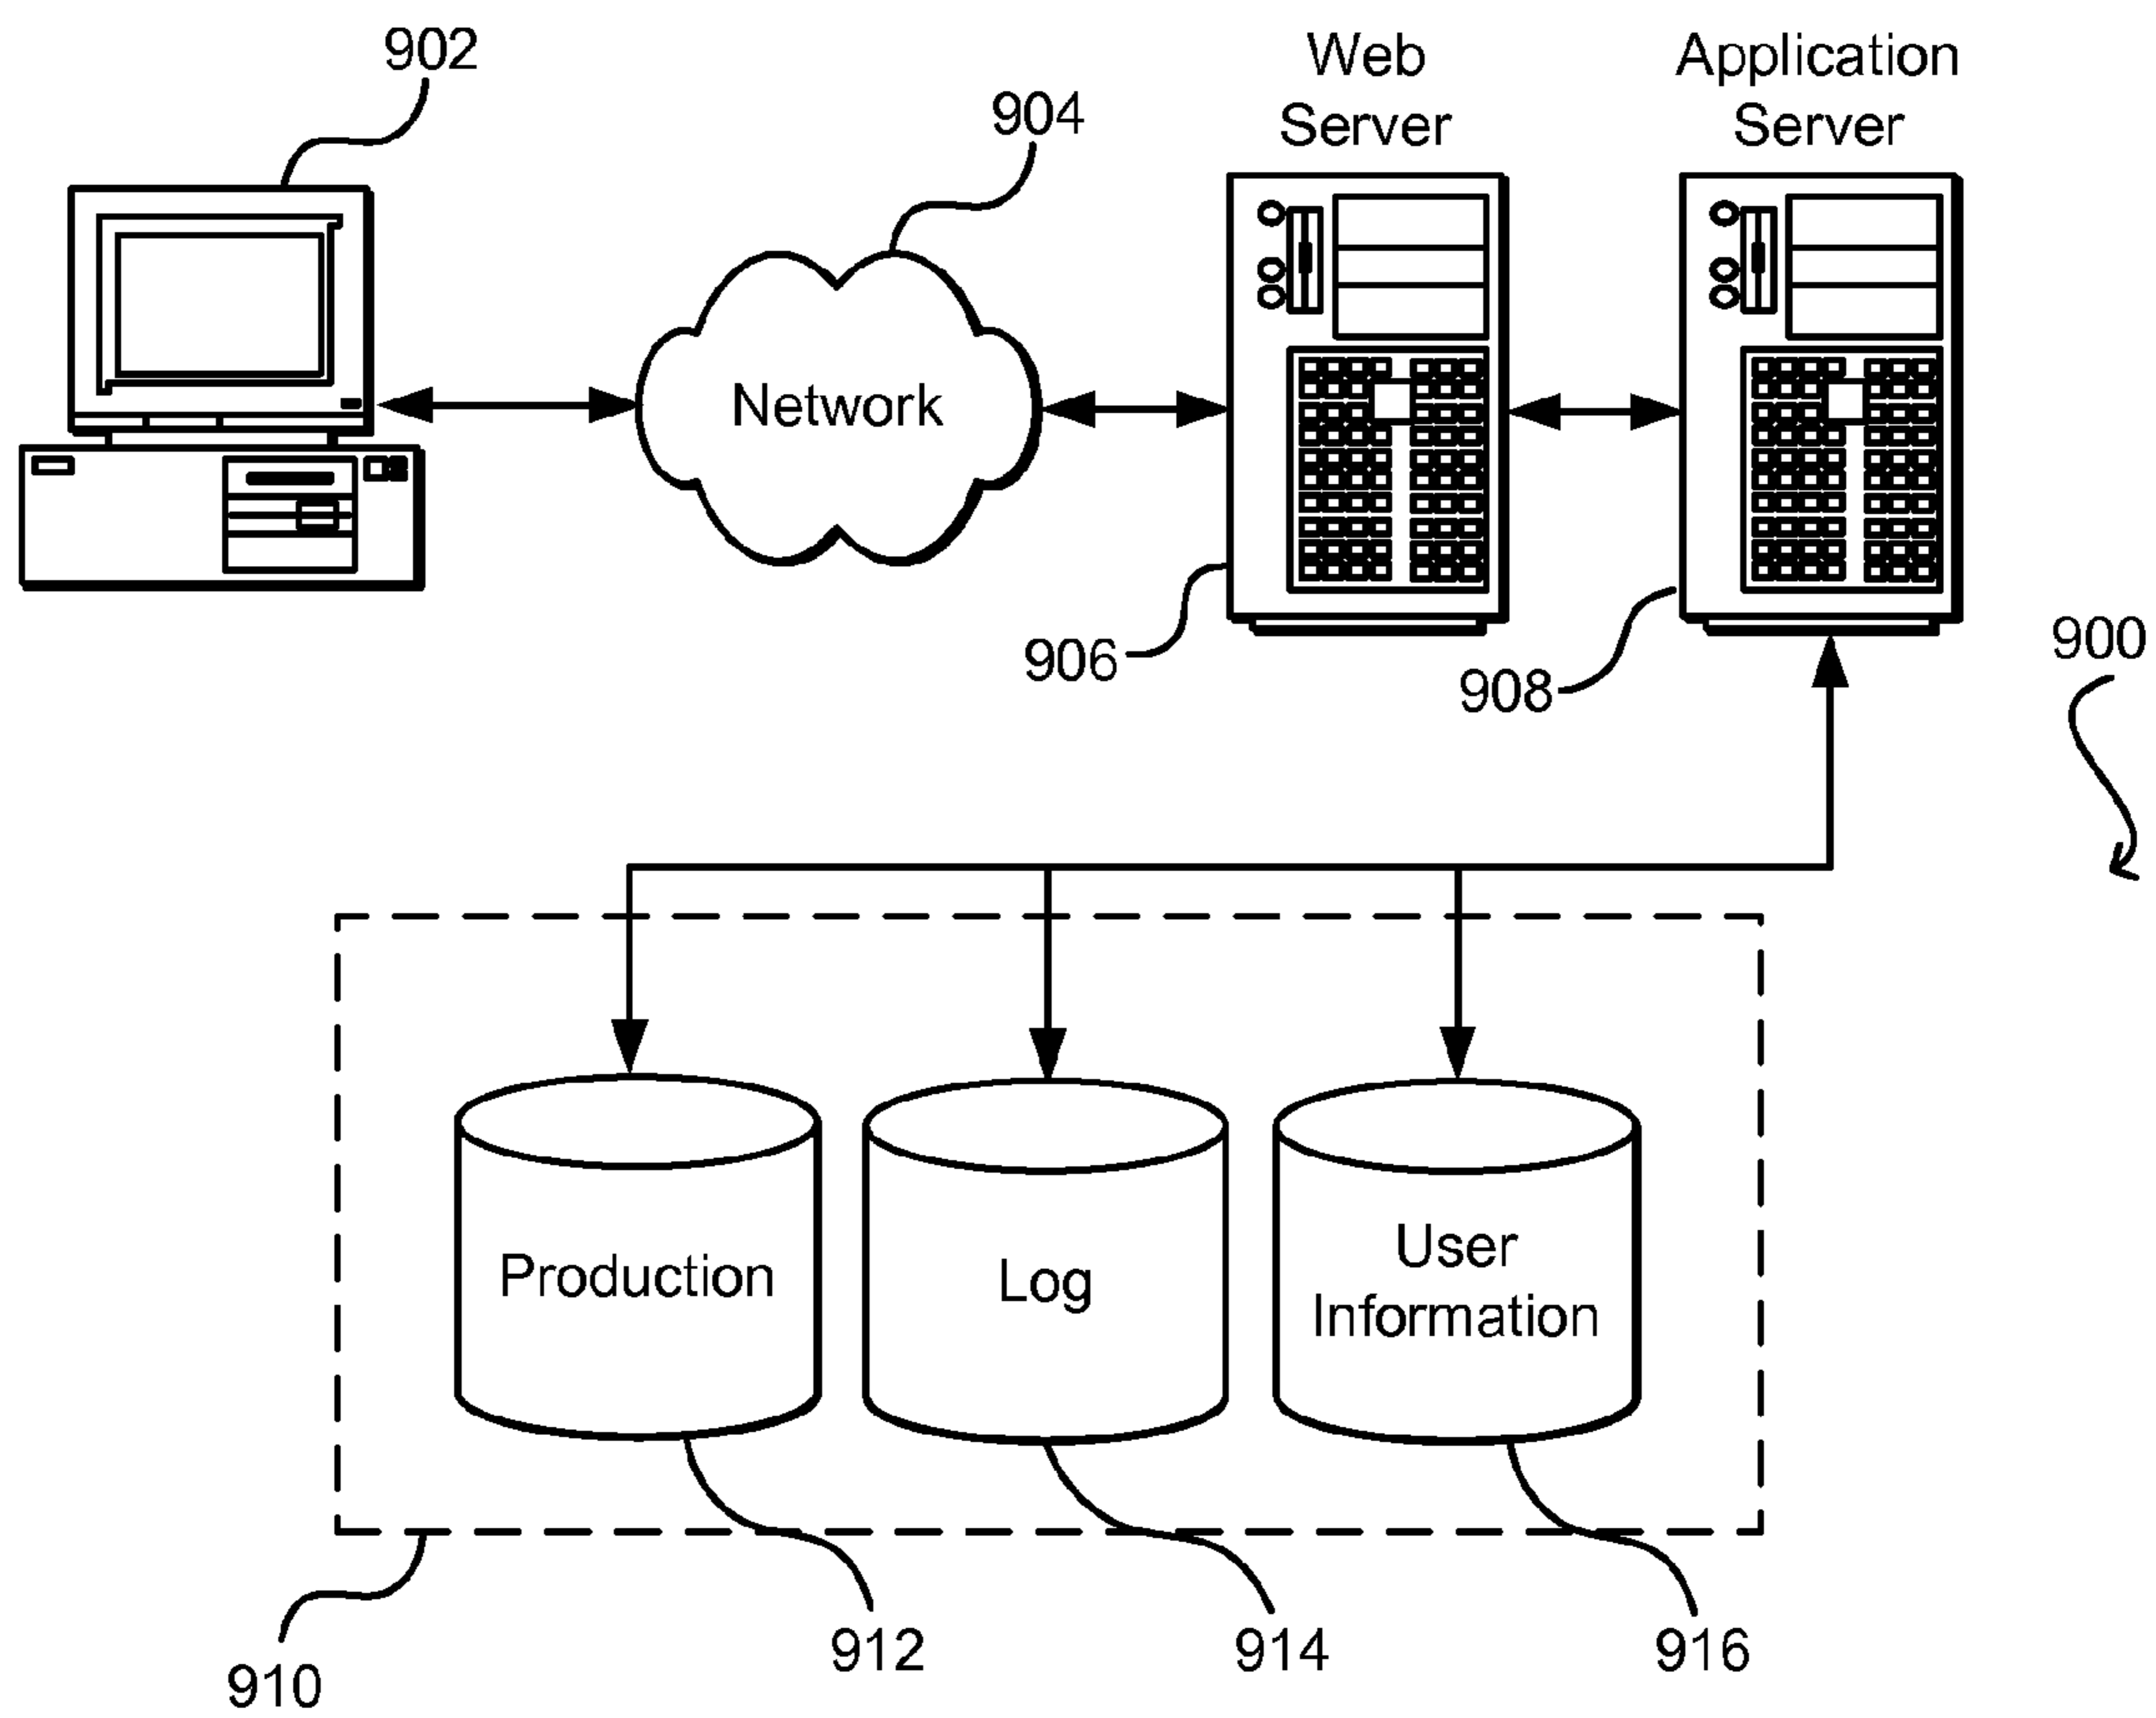 902
904
Web
Server
Application
Server
Network
906
908
900
Production
Log
User
Information
910
912
914
916